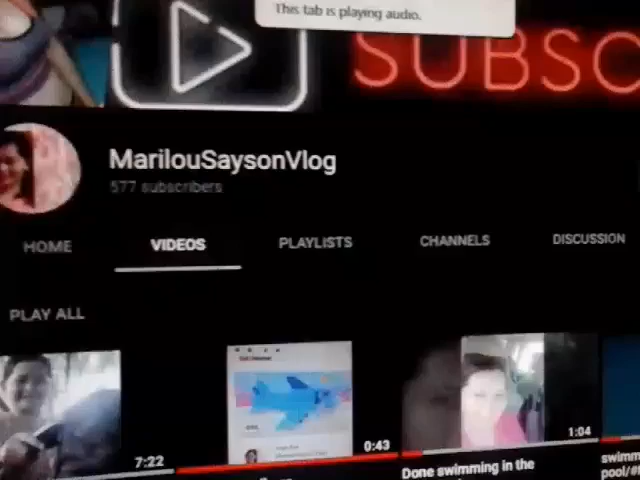 This tab is playing audio.
SUBSC
MarilouSaysonVlog
577 subscribers
HOME VIDEOS PLAYLISTS CHANNELS DISCUSSION
PLAY ALL
7:22 0:43 1:04
Done swimming in the
swimm
pool/#